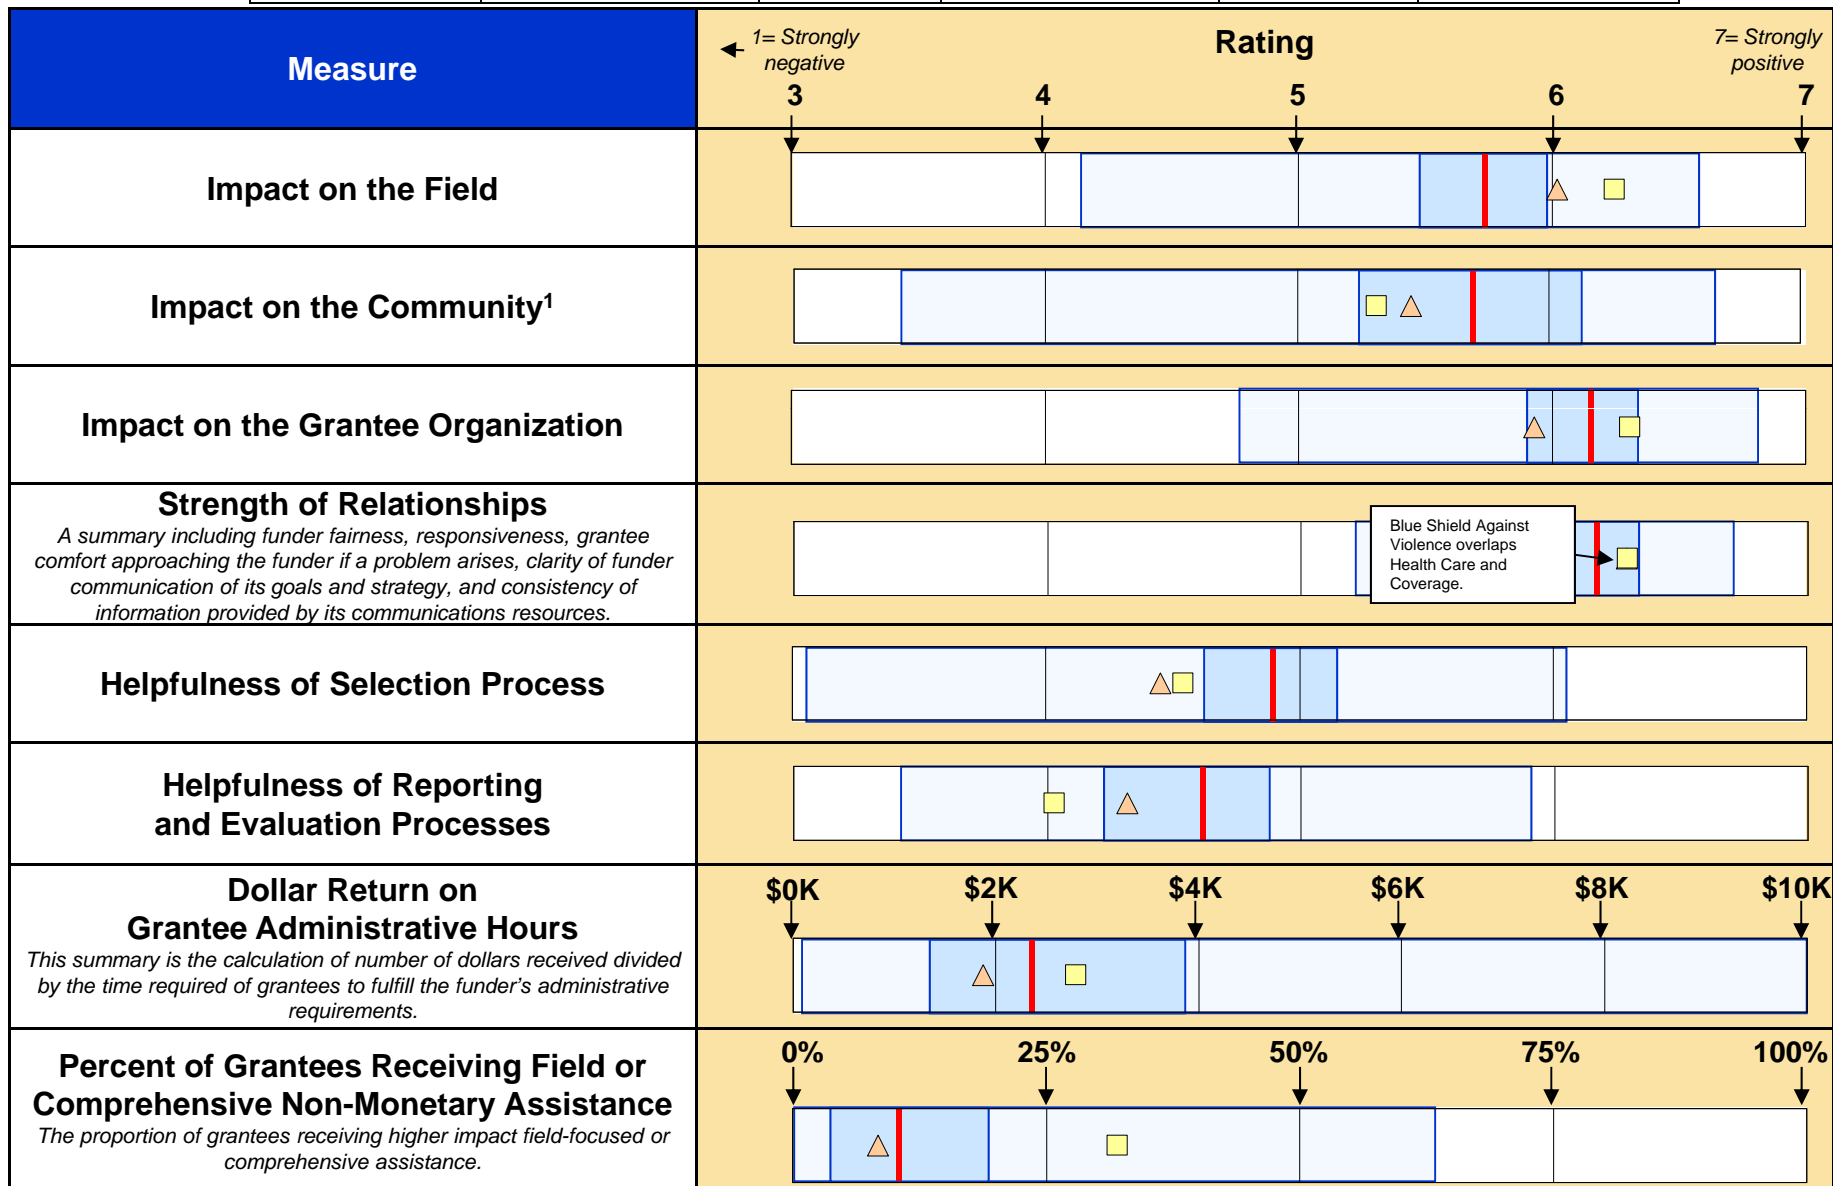 Measure
1= Strongly
negative
Rating
7= Strongly
positive
3 4 5 6 7
Impact on the Field
Impact on the Community1
Impact on the Grantee Organization
Strength of Relationships
A summary including funder fairness, responsiveness, grantee
comfort approaching the funder if a problem arises, clarity of funder
communication of its goals and strategy, and consistency of
information provided by its communications resources.
Blue Shield Against
Violence overlaps
Health Care and
Coverage.
Helpfulness of Selection Process
Helpfulness of Reporting
and Evaluation Processes
Dollar Return on
Grantee Administrative Hours
This summary is the calculation of number of dollars received divided
by the time required of grantees to fulfill the funder's administrative
requirements.
$0K $2K $4K $6K $8K $10K
Percent of Grantees Receiving Field or
Comprehensive Non-Monetary Assistance
The proportion of grantees receiving higher impact field-focused or
comprehensive assistance.
0% 25% 50% 75% 100%